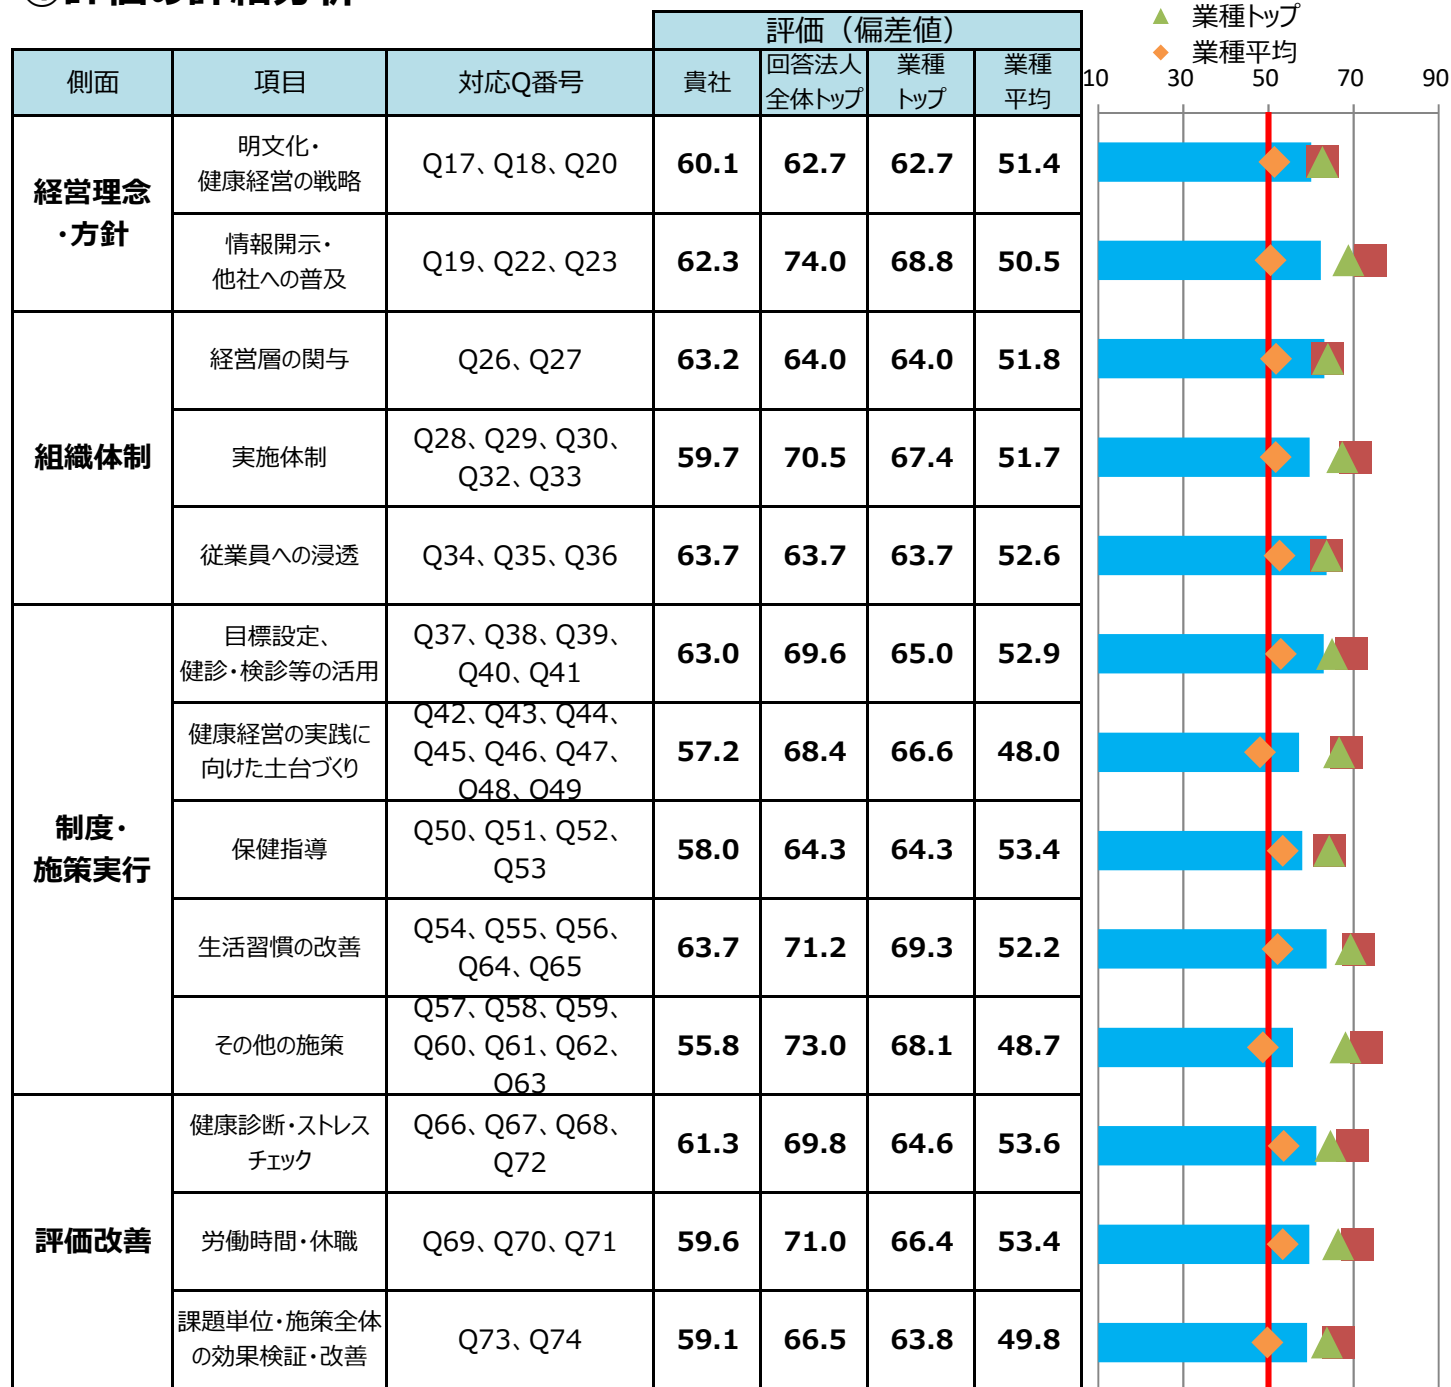 評価（偏差値）
▲ 業種トップ
◆ 業種平均
側面 項目 対応Q番号 貴社 回答法人 業種 業種
全体トップ トップ 平均
10 30 50 70 90
経営理念
・方針
明文化・
健康経営の戦略
Q17、Q18、Q20 60.1 62.7 62.7 51.4
情報開示・
他社への普及
Q19、Q22、Q23 62.3 74.0 68.8 50.5
組織体制
経営層の関与 Q26、Q27 63.2 64.0 64.0 51.8
実施体制
Q28、Q29、Q30、
Q32、Q33
59.7 70.5 67.4 51.7
従業員への浸透 Q34、Q35、Q36 63.7 63.7 63.7 52.6
制度・
施策実行
目標設定、
健診・検診等の活用
Q37、Q38、Q39、
Q40、Q41
63.0 69.6 65.0 52.9
健康経営の実践に
向けた土台づくり
Q42、Q43、Q44、
Q45、Q46、Q47、
Q48、Q49
57.2 68.4 66.6 48.0
保健指導
Q50、Q51、Q52、
Q53
58.0 64.3 64.3 53.4
生活習慣の改善
Q54、Q55、Q56、
Q64、Q65
63.7 71.2 69.3 52.2
その他の施策
Q57、Q58、Q59、
Q60、Q61、Q62、
Q63
55.8 73.0 68.1 48.7
評価改善
健康診断・ストレス
チェック
Q66、Q67、Q68、
Q72
61.3 69.8 64.6 53.6
労働時間・休職 Q69、Q70、Q71 59.6 71.0 66.4 53.4
課題単位・施策全体
の効果検証・改善
Q73、Q74 59.1 66.5 63.8 49.8